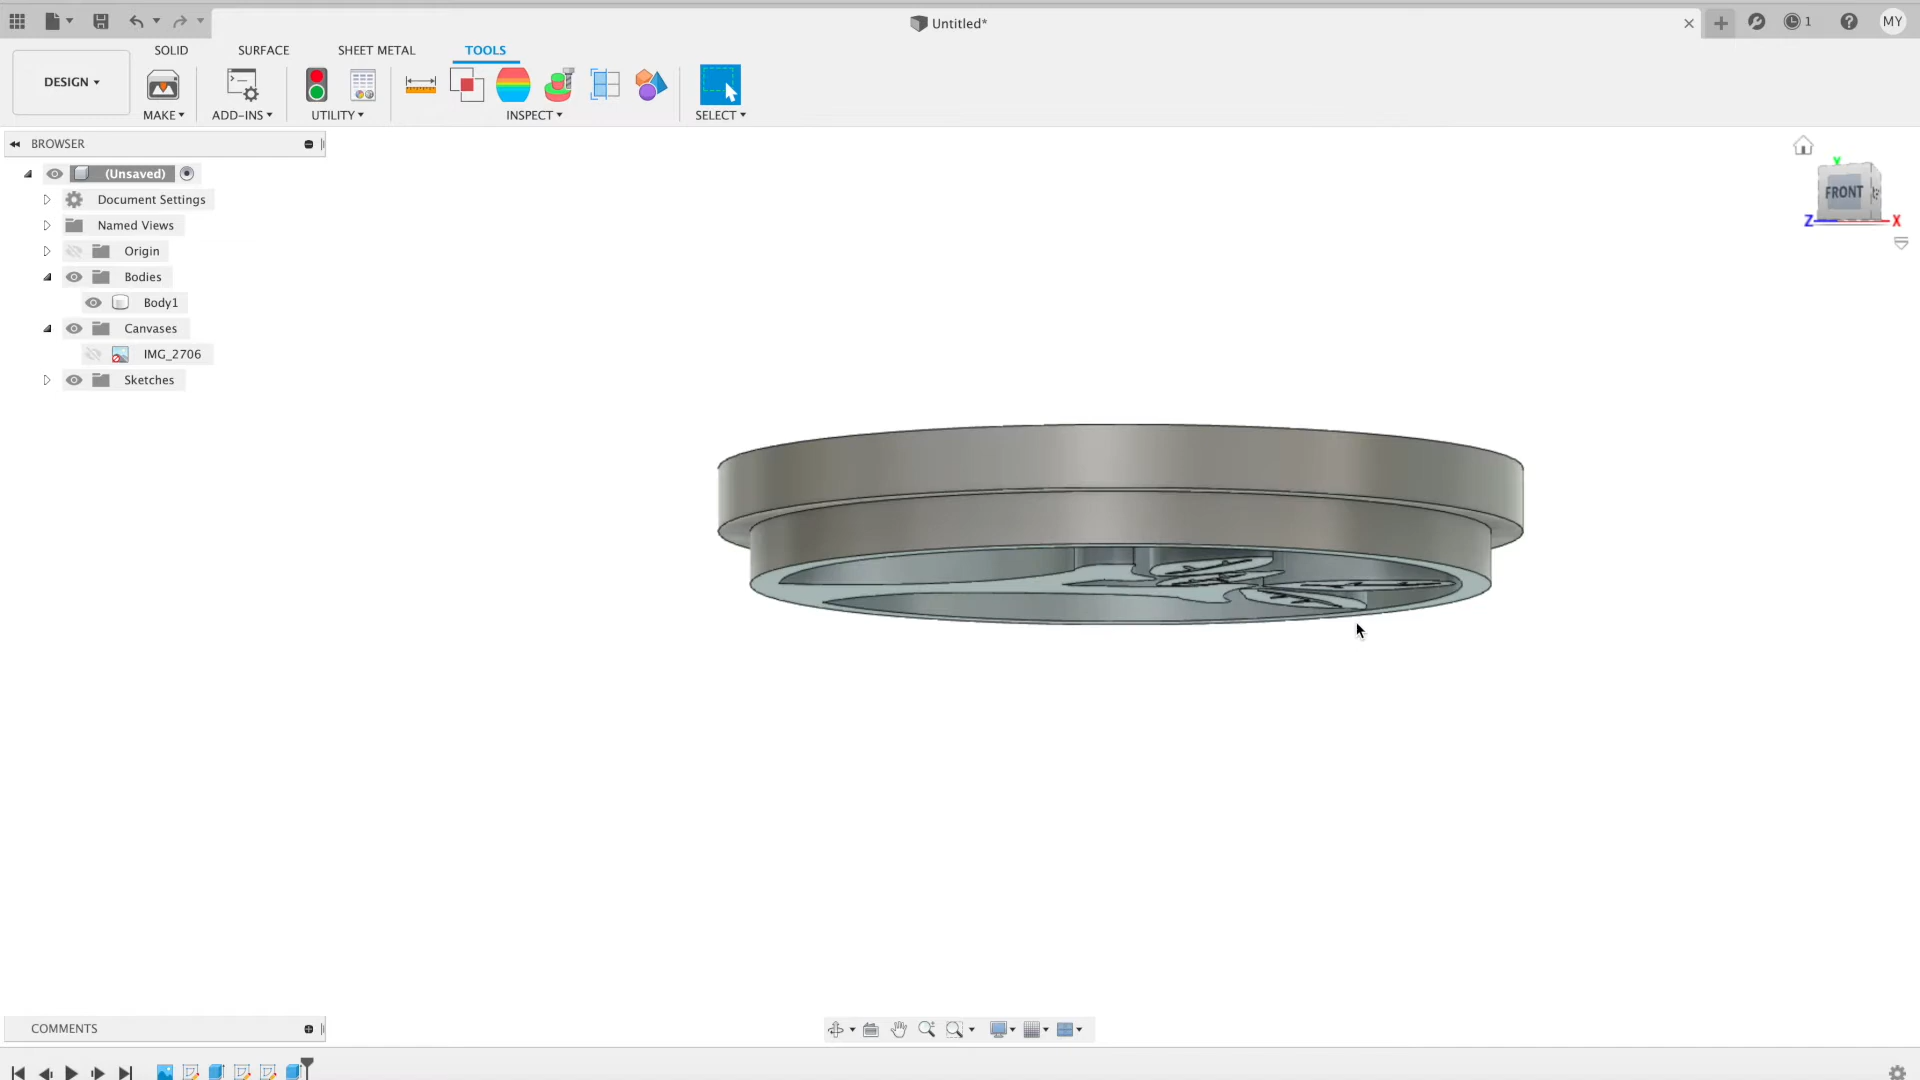 Untitled*
1
MY
SOLID
SURFACE
SHEET METAL
TOOLS
DESIGN
MAKE
ADD-INS
UTILITY
INSPECT
SELECT
BROWSER
(Unsaved)
Document Settings
Named Views
Origin
Bodies
Body1
Canvases
IMG_2706
Sketches
Y
FRONT
Z
X
COMMENTS